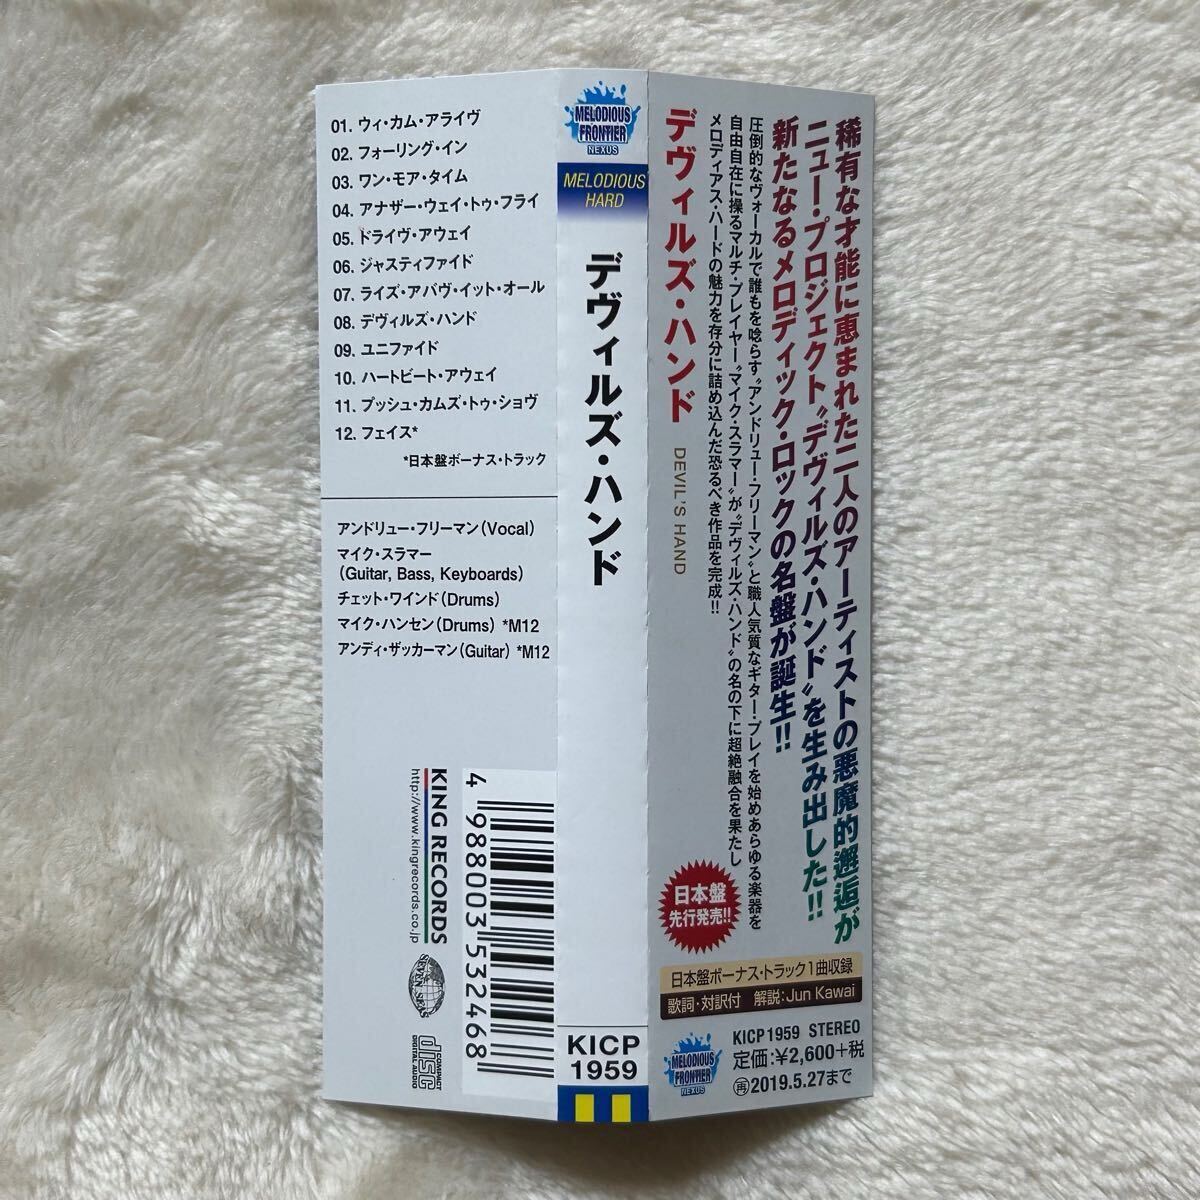 01. ウィ・カム・アライヴ
02. フォーリング・イン
03. ワン・モア・タイム
04. アナザー・ウェイ・トゥ・フライ
05. ドライヴ・アウェイ
06. ジャスティファイド
07. ライズ・アバヴ・イット・オール
08. デヴィルズ・ハンド
09. ユニファイド
10. ハートビート・アウェイ
11. プッシュ・カムズ・トゥ・ショヴ
12. フェイス*
*日本盤ボーナス・トラック
アンドリュー・フリーマン(Vocal)
マイク・スラマー
(Guitar, Bass, Keyboards)
チェット・ワインド(Drums)
マイク・ハンセン(Drums) *M12
アンディ・ザッカーマン(Guitar) *M12
4 988003 532468
KING RECORDS
http://www.kingrecords.co.jp
SEVEN SEAS
COMPACT
disc
DIGITAL AUDIO
MELODIOUS
FRONTIER
NEXUS
MELODIOUS
HARD
デヴィルズ・ハンド
KICP
1959
稀有な才能に恵まれた二人のアーティストの悪魔的邂逅が
ニュー・プロジェクト〝デヴィルズ・ハンド〟を生み出した!!
新たなるメロディック・ロックの名盤が誕生!!
圧倒的なヴォーカルで誰もを唸らす〝アンドリュー・フリーマン〟と職人気質なギター・プレイを始めあらゆる楽器を
自由自在に操るマルチ・プレイヤー〝マイク・スラマー〟が〝デヴィルズ・ハンド〟の名の下に超絶融合を果たし
メロディアス・ハードの魅力を存分に詰め込んだ恐るべき作品を完成!!
デヴィルズ・ハンド
DEVIL'S HAND
日本盤
先行発売!!
日本盤ボーナス・トラック1曲収録
歌詞・対訳付 解説:Jun Kawai
MELODIOUS
FRONTIER
NEXUS
KICP 1959 STEREO
定価:¥2,600+税
再2019.5.27まで